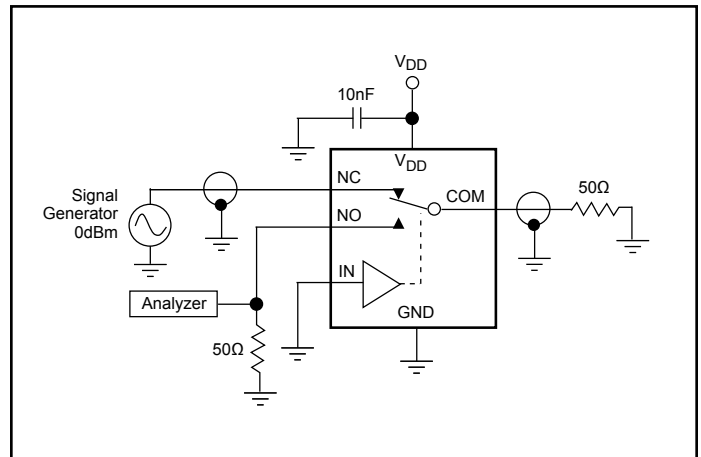 VDD
10nF
VDD
NC
COM
50Ω
Signal
Generator
0dBm
NO
IN
Analyzer
GND
50Ω